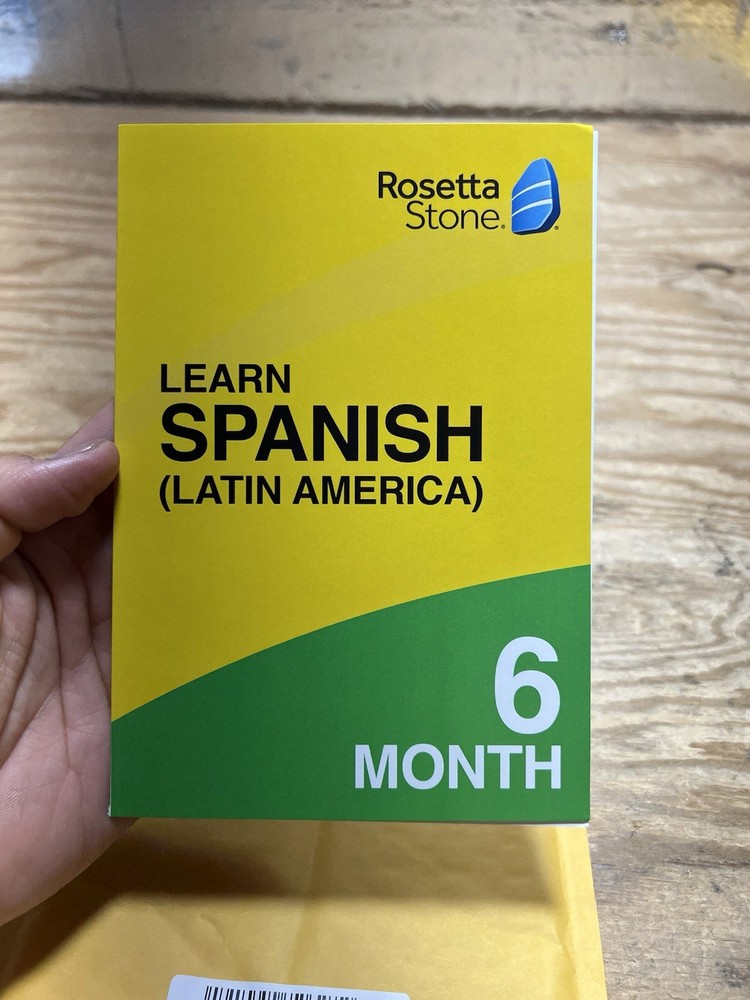 Rosetta
Stone®
LEARN
SPANISH
(LATIN AMERICA)
6
MONTH